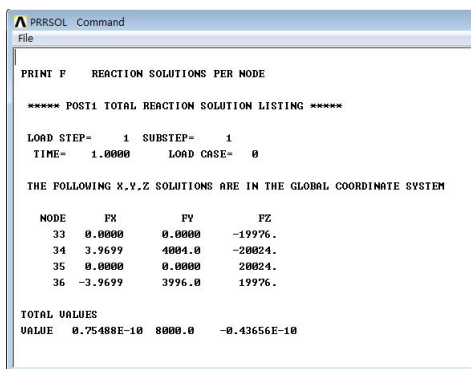 PRRSOL Command
File
PRINT F REACTION SOLUTIONS PER NODE
***** POST1 TOTAL REACTION SOLUTION LISTING *****
LOAD STEP= 1 SUBSTEP= 1
TIME= 1.0000 LOAD CASE= 0
THE FOLLOWING X,Y,Z SOLUTIONS ARE IN THE GLOBAL COORDINATE SYSTEM
NODE FX FY FZ
33 0.0000 0.0000 -19976.
34 3.9699 4004.0 -20024.
35 0.0000 0.0000 20024.
36 -3.9699 3996.0 19976.
TOTAL VALUES
VALUE 0.75488E-10 8000.0 -0.43656E-10